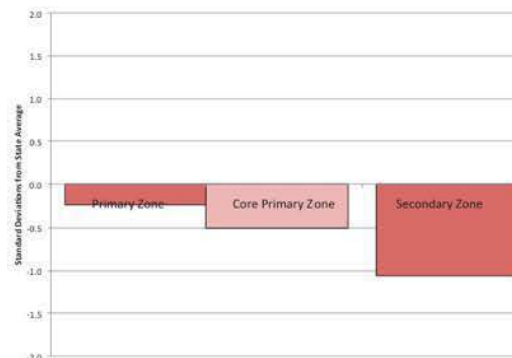 2.0
1.5
1.0
0.5
0.0
-0.5
-1.0
-1.5
-2.0
Standard Deviations from State Average
Primary Zone
Core Primary Zone
Secondary Zone